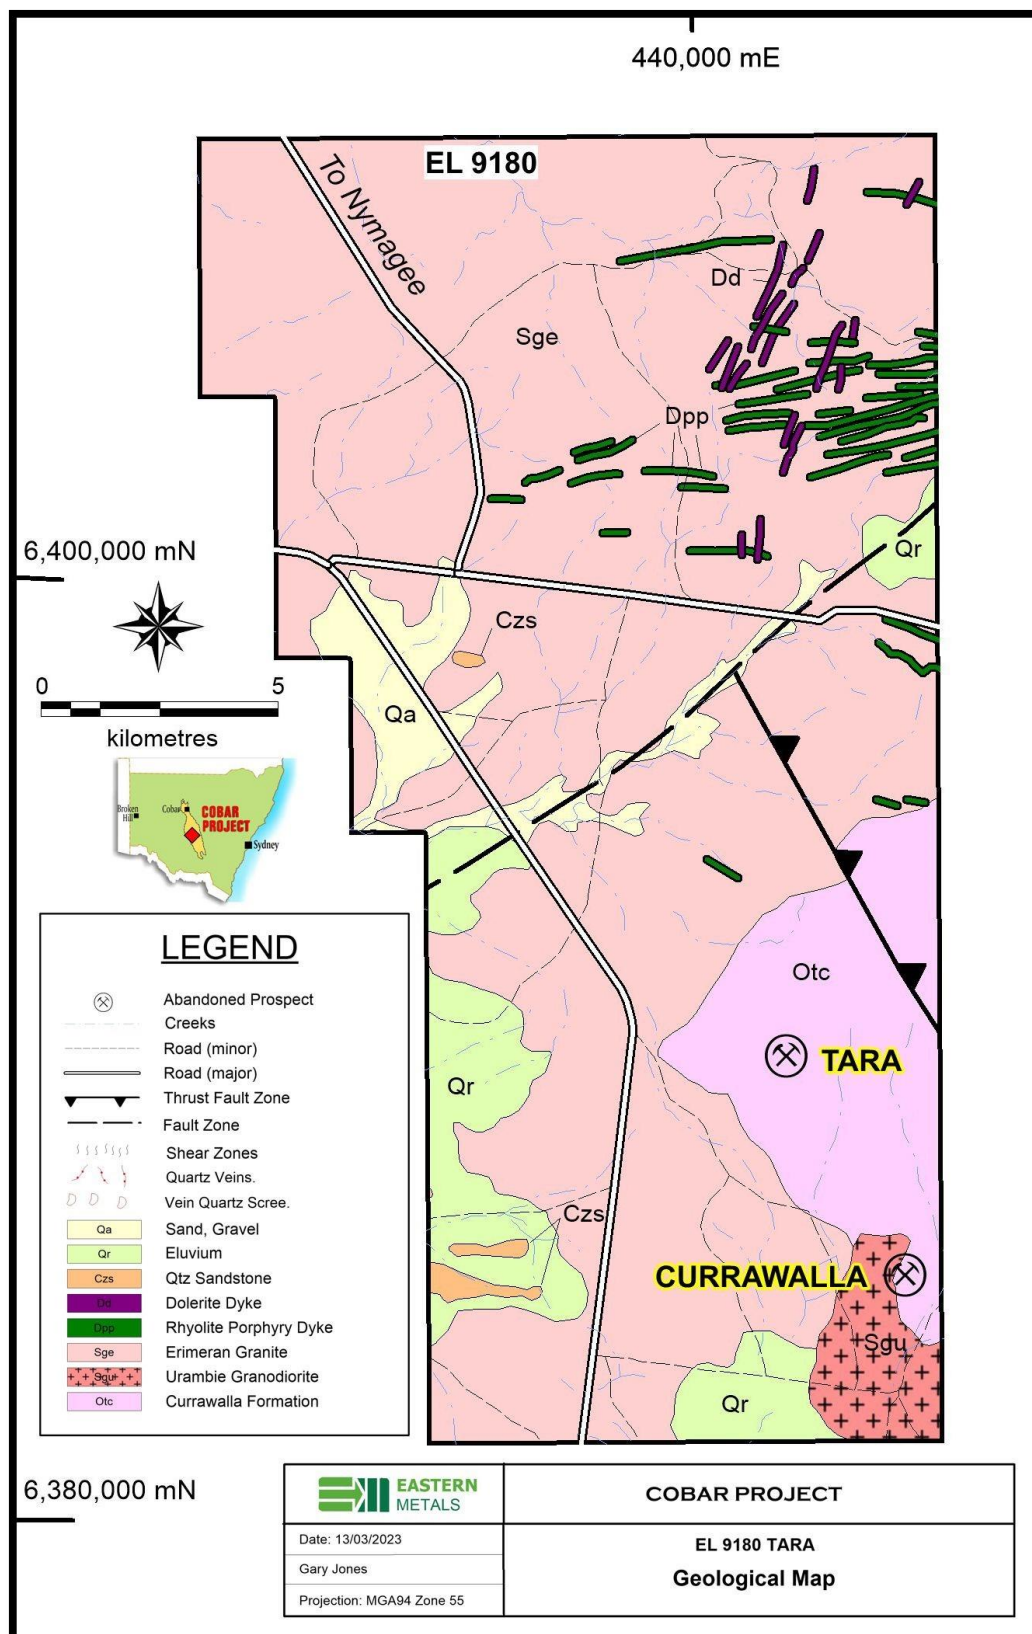 440,000 mE
EL 9180
To Nymagee
Dd
Sge
Dpp
6,400,000 mN
Qr
Czs
0 5
kilometres
Qa
Broken Hill
Cobar
COBAR
PROJECT
Sydney
Otc
TARA
Qr
Czs
CURRAWALLA
Sgu
Qr
LEGEND
Abandoned Prospect
Creeks
Road (minor)
Road (major)
Thrust Fault Zone
Fault Zone
Shear Zones
Quartz Veins.
Vein Quartz Scree.
Qa Sand, Gravel
Qr Eluvium
Czs Qtz Sandstone
Dd Dolerite Dyke
Dpp Rhyolite Porphyry Dyke
Sge Erimeran Granite
Sgu Urambie Granodiorite
Otc Currawalla Formation
6,380,000 mN
EASTERN
METALS
COBAR PROJECT
Date: 13/03/2023
Gary Jones
Projection: MGA94 Zone 55
EL 9180 TARA
Geological Map